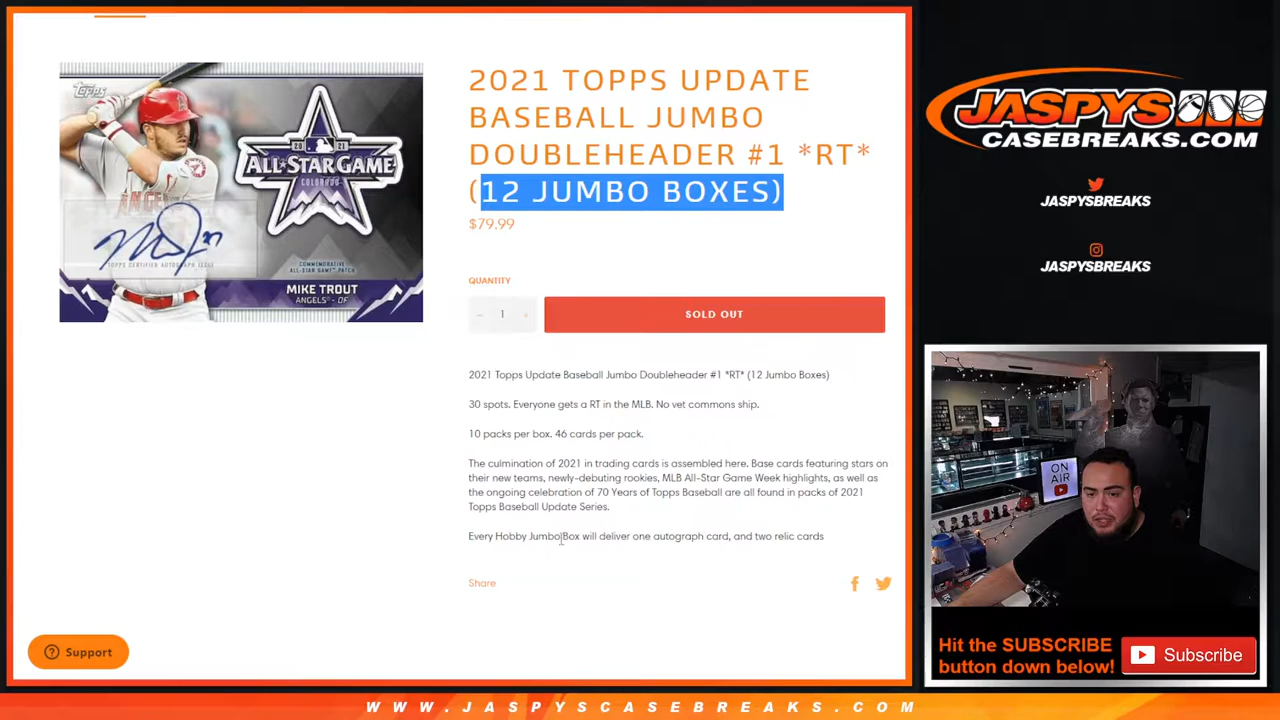 2021 TOPPS UPDATE
BASEBALL JUMBO
DOUBLEHEADER #1 *RT*
(12 JUMBO BOXES)
$79.99
QUANTITY
− 1 +
SOLD OUT
2021 Topps Update Baseball Jumbo Doubleheader #1 *RT* (12 Jumbo Boxes)
30 spots. Everyone gets a RT in the MLB. No vet commons ship.
10 packs per box. 46 cards per pack.
The culmination of 2021 in trading cards is assembled here. Base cards featuring stars on
their new teams, newly-debuting rookies, MLB All-Star Game Week highlights, as well as
the ongoing celebration of 70 Years of Topps Baseball are all found in packs of 2021
Topps Baseball Update Series.
Every Hobby Jumbo Box will deliver one autograph card, and two relic cards
Share
Support
Topps
2021
ALL★STAR GAME
COLORADO
TOPPS CERTIFIED AUTOGRAPH ISSUE
COMMEMORATIVE
ALL-STAR GAME PATCH
MIKE TROUT
ANGELS - OF
ANGELS
JASPYS
CASEBREAKS.COM
JASPYSBREAKS
JASPYSBREAKS
ON
AIR
Hit the SUBSCRIBE
button down below!
Subscribe
WWW.JASPYSCASEBREAKS.COM